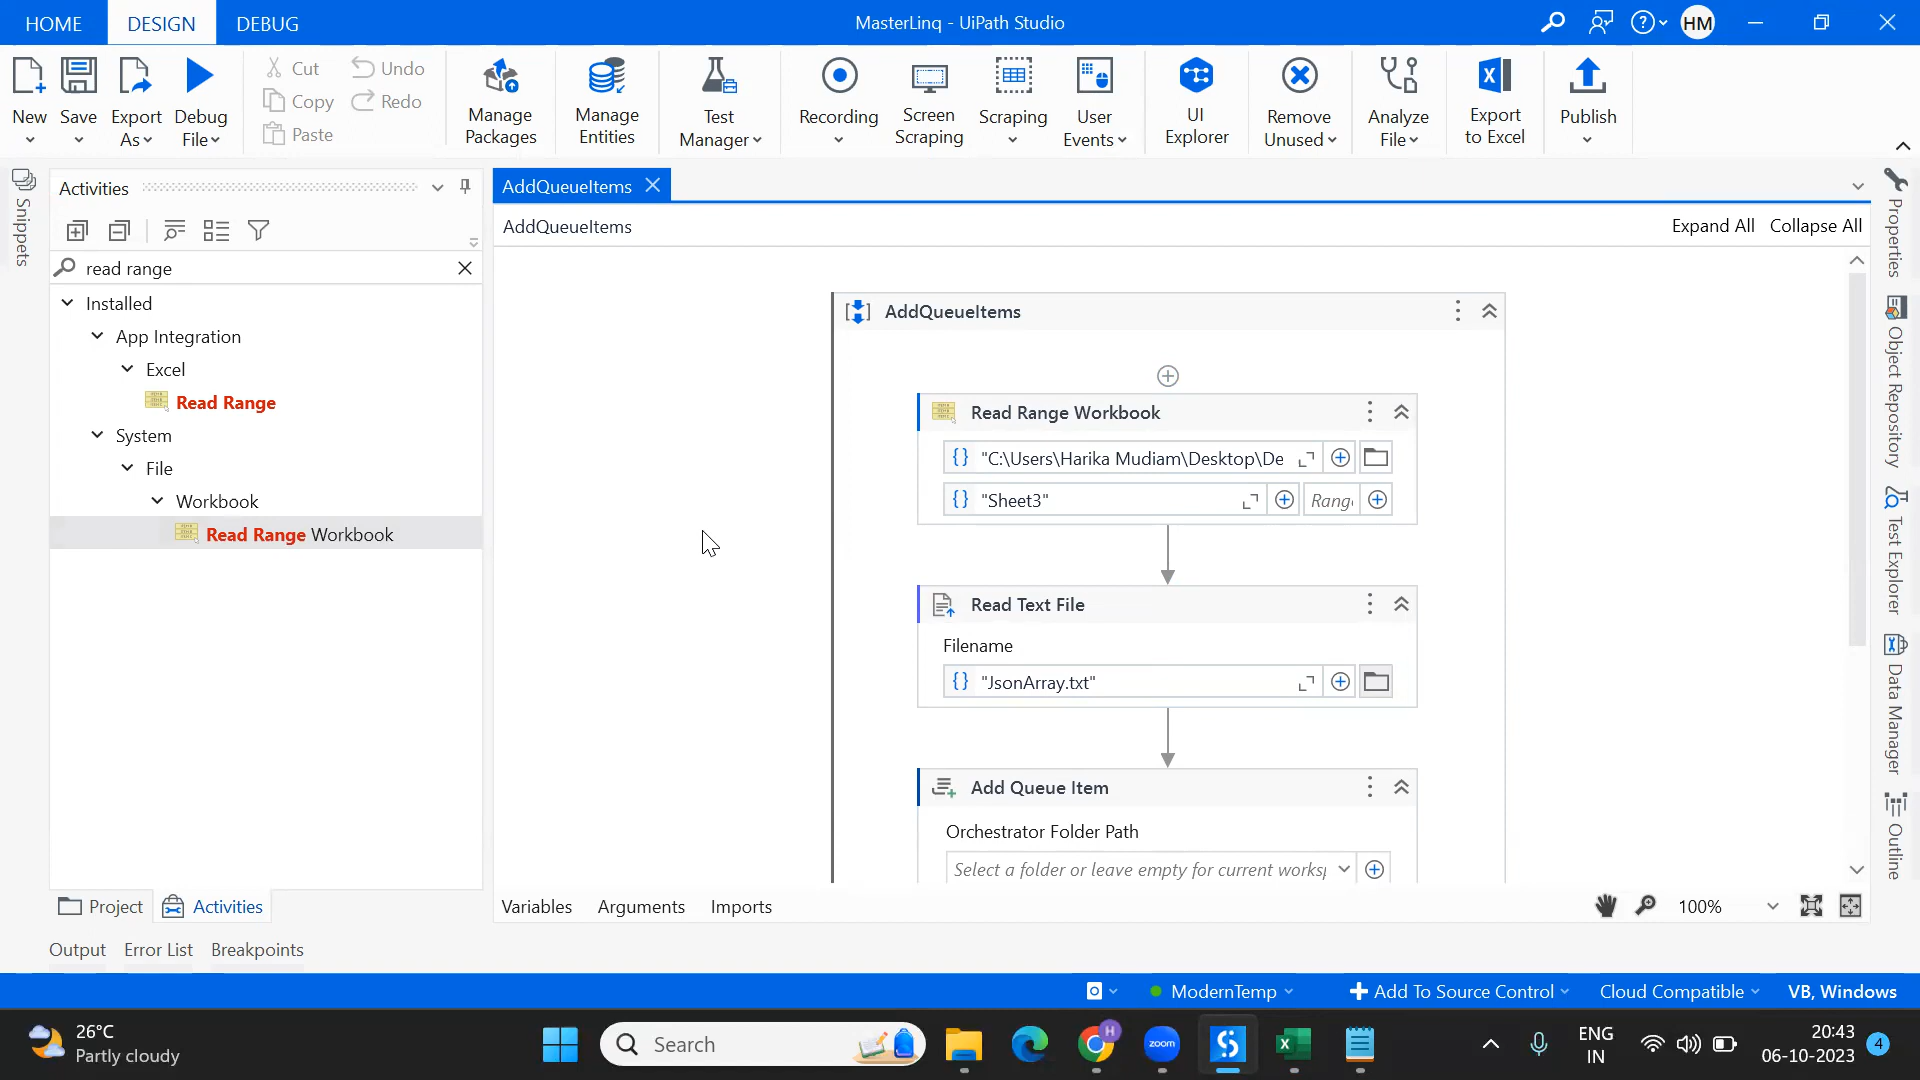 HOME DESIGN DEBUG MasterLinq - UiPath Studio HM
New Save Export As Debug File Cut Copy Paste Undo Redo Manage Packages Manage Entities Test Manager Recording Screen Scraping Scraping User Events UI Explorer Remove Unused Analyze File Export to Excel Publish
Snippets
Activities
read range
Installed
App Integration
Excel
Read Range
System
File
Workbook
Read Range Workbook
Project Activities
AddQueueItems
AddQueueItems Expand All Collapse All
AddQueueItems
Read Range Workbook
"C:\Users\Harika Mudiam\Desktop\De
"Sheet3" Rang
Read Text File
Filename
"JsonArray.txt"
Add Queue Item
Orchestrator Folder Path
Select a folder or leave empty for current worksp
Variables Arguments Imports 100%
Properties
Object Repository
Test Explorer
Data Manager
Outline
Output Error List Breakpoints
ModernTemp Add To Source Control Cloud Compatible VB, Windows
26°C
Partly cloudy
Search
H
zoom
ENG
IN
20:43
06-10-2023
4